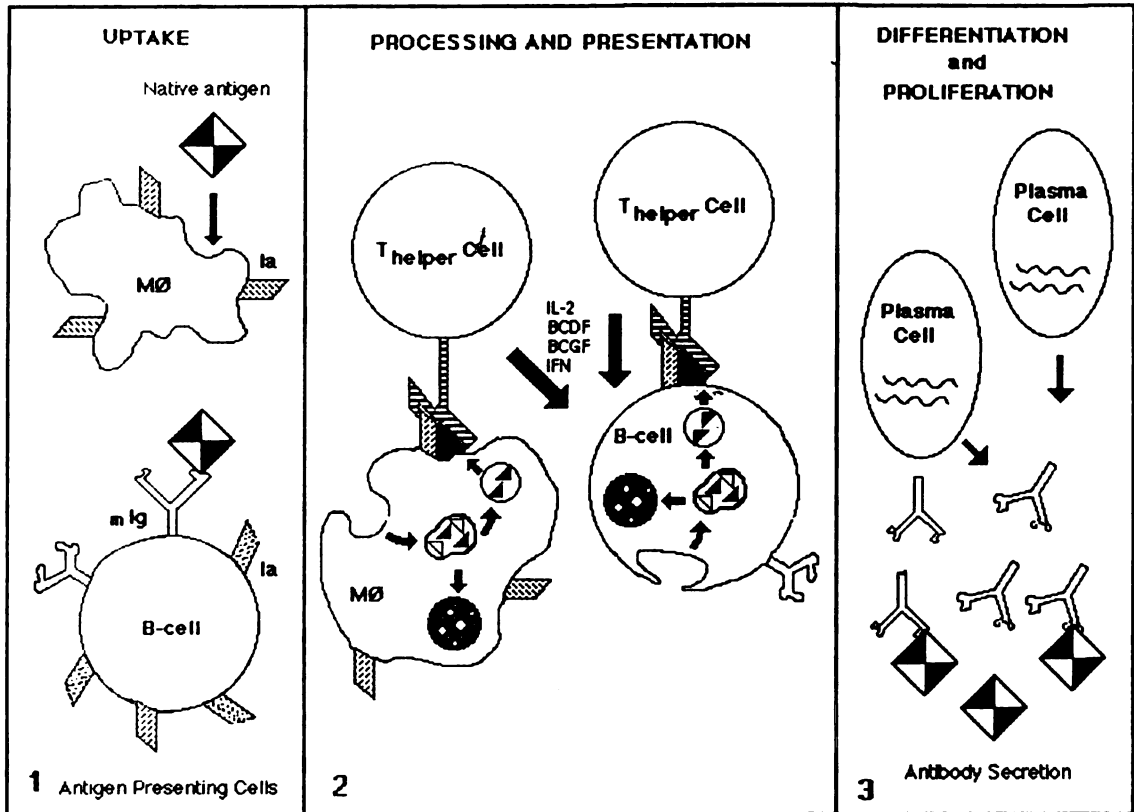 UPTAKE
Native antigen
Ia
MØ
mIg
Ia
B-cell
1 Antigen Presenting Cells
PROCESSING AND PRESENTATION
Thelper Cell
Thelper Cell
IL-2
BCDF
BCGF
IFN
B-cell
MØ
2
DIFFERENTIATION
and
PROLIFERATION
Plasma
Cell
Plasma
Cell
3
Antibody Secretion